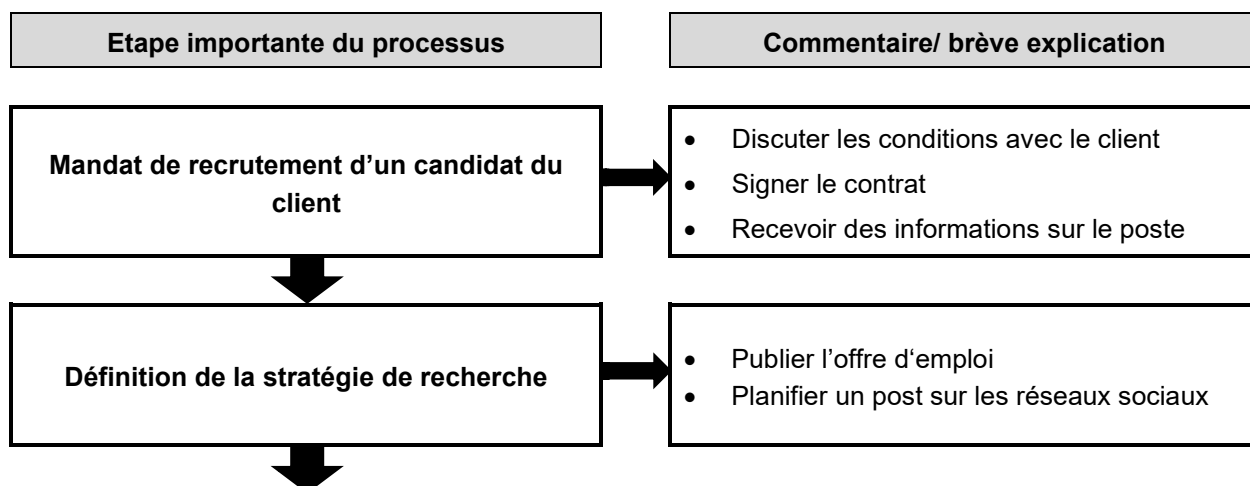 Etape importante du processus
Commentaire/ brève explication
Mandat de recrutement d’un candidat du
client
• Discuter les conditions avec le client
• Signer le contrat
• Recevoir des informations sur le poste
Définition de la stratégie de recherche
• Publier l’offre d‘emploi
• Planifier un post sur les réseaux sociaux